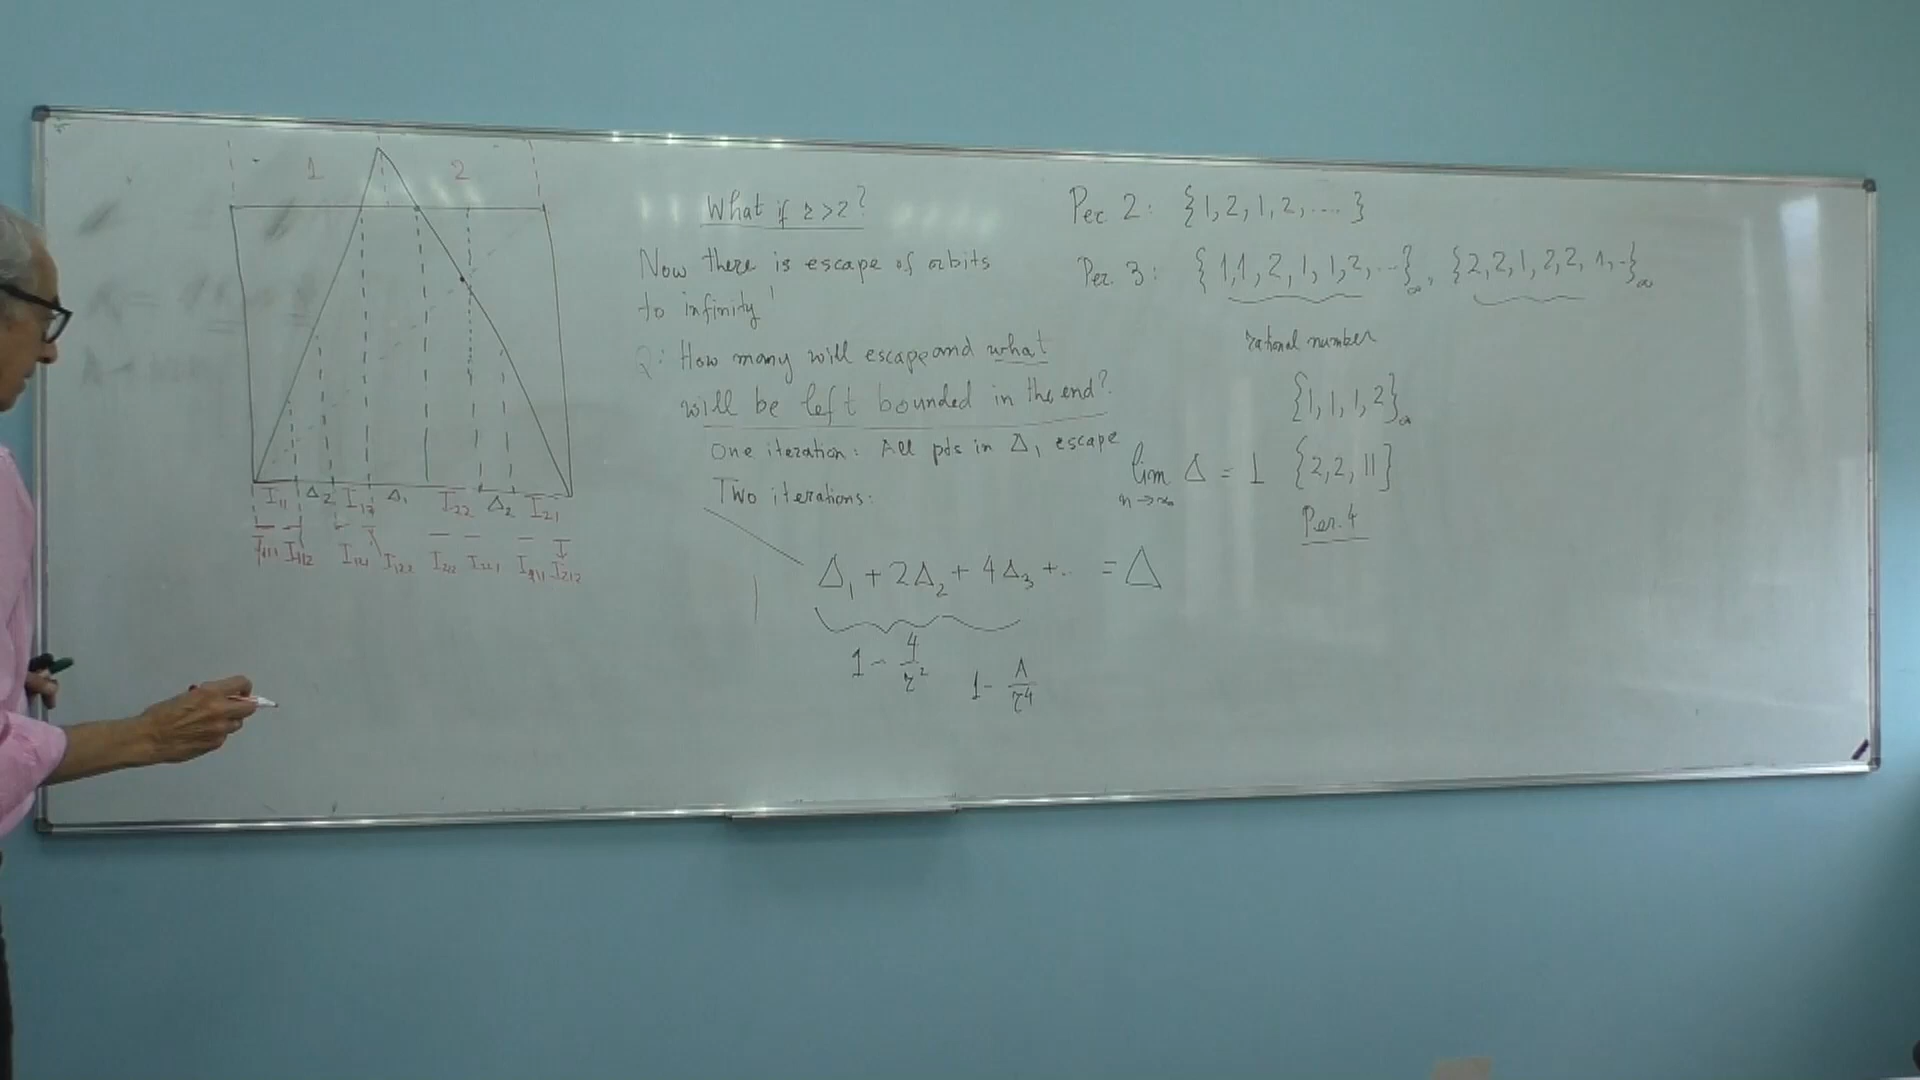 1 2
I₁₁ Δ₂ I₁₂ Δ₁ I₂₂ Δ₂ I₂₁
I₁₁₁ I₁₁₂ I₁₂₁ I₁₂₂ I₂₂₂ I₂₂₁ I₂₁₁ I₂₁₂
What if r > 2?
Now there is escape of orbits
to infinity!
Q: How many will escape and what
will be left bounded in the end?
One iteration: All pts in Δ₁ escape
Two iterations:
Δ₁ + 2Δ₂ + 4Δ₃ + .. = Δ
1 - 4/r²
1 - /r⁴
lim Δ = 1
n → ∞
Per. 2: {1, 2, 1, 2, .... }
Per. 3: {1, 1, 2, 1, 1, 2, ...}∞, {2, 2, 1, 2, 2, 1, ..}∞
rational number
{1, 1, 1, 2}∞
{2, 2, 11}
Per. 4